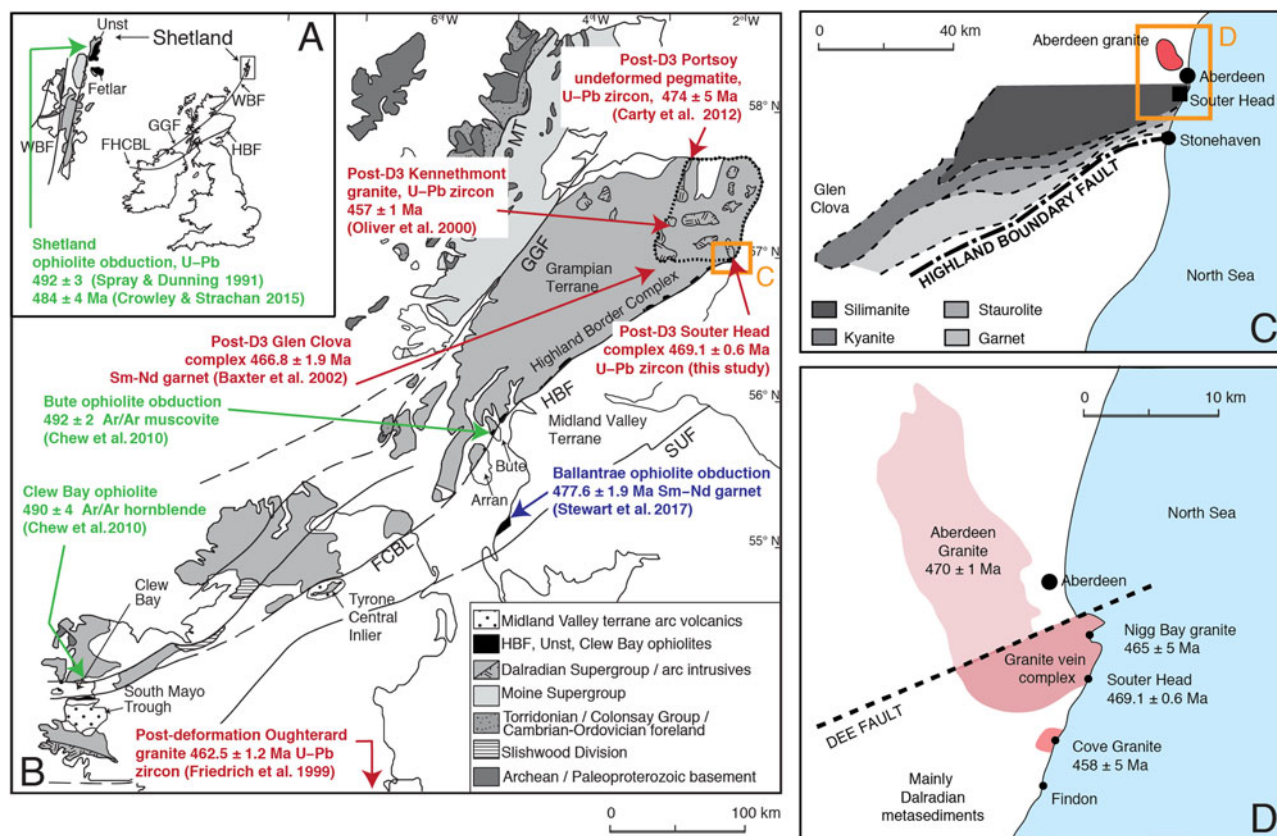 A
Unst
Shetland
Fetlar
WBF
WBF
GGF
FHCBL
HBF
Shetland
ophiolite obduction, U–Pb
492 ± 3 (Spray & Dunning 1991)
484 ± 4 Ma (Crowley & Strachan 2015)
B
6°W
4°W
2°W
58°N
57°N
56°N
55°N
Post-D3 Portsoy
undeformed pegmatite,
U–Pb zircon, 474 ± 5 Ma
(Carty et al. 2012)
MT
Post-D3 Kennethmont
granite, U–Pb zircon
457 ± 1 Ma
(Oliver et al. 2000)
GGF
Grampian
Terrane
C
Highland Border Complex
Post-D3 Glen Clova
complex 466.8 ± 1.9 Ma
Sm-Nd garnet (Baxter et al. 2002)
Post-D3 Souter Head
complex 469.1 ± 0.6 Ma
U–Pb zircon (this study)
HBF
Midland Valley
Terrane
SUF
Bute ophiolite obduction
492 ± 2 Ar/Ar muscovite
(Chew et al. 2010)
Bute
Arran
Ballantrae ophiolite obduction
477.6 ± 1.9 Ma Sm–Nd garnet
(Stewart et al. 2017)
Clew Bay ophiolite
490 ± 4 Ar/Ar hornblende
(Chew et al.2010)
Clew
Bay
FCBL
Tyrone
Central
Inlier
South Mayo
Trough
Post-deformation Oughterard
granite 462.5 ± 1.2 Ma U–Pb
zircon (Friedrich et al. 1999)
Midland Valley terrane arc volcanics
HBF, Unst, Clew Bay ophiolites
Dalradian Supergroup / arc intrusives
Moine Supergroup
Torridonian / Colonsay Group /
Cambrian-Ordovician foreland
Slishwood Division
Archean / Paleoproterozoic basement
0 100 km
0 40 km
Aberdeen granite
D
Aberdeen
Souter Head
Stonehaven
Glen
Clova
HIGHLAND BOUNDARY FAULT
North Sea
Silimanite
Staurolite
Kyanite
Garnet
C
0 10 km
North Sea
Aberdeen
Granite
470 ± 1 Ma
Aberdeen
Nigg Bay granite
465 ± 5 Ma
Granite vein
complex
Souter Head
469.1 ± 0.6 Ma
DEE FAULT
Cove Granite
458 ± 5 Ma
Mainly
Dalradian
metasediments
Findon
D